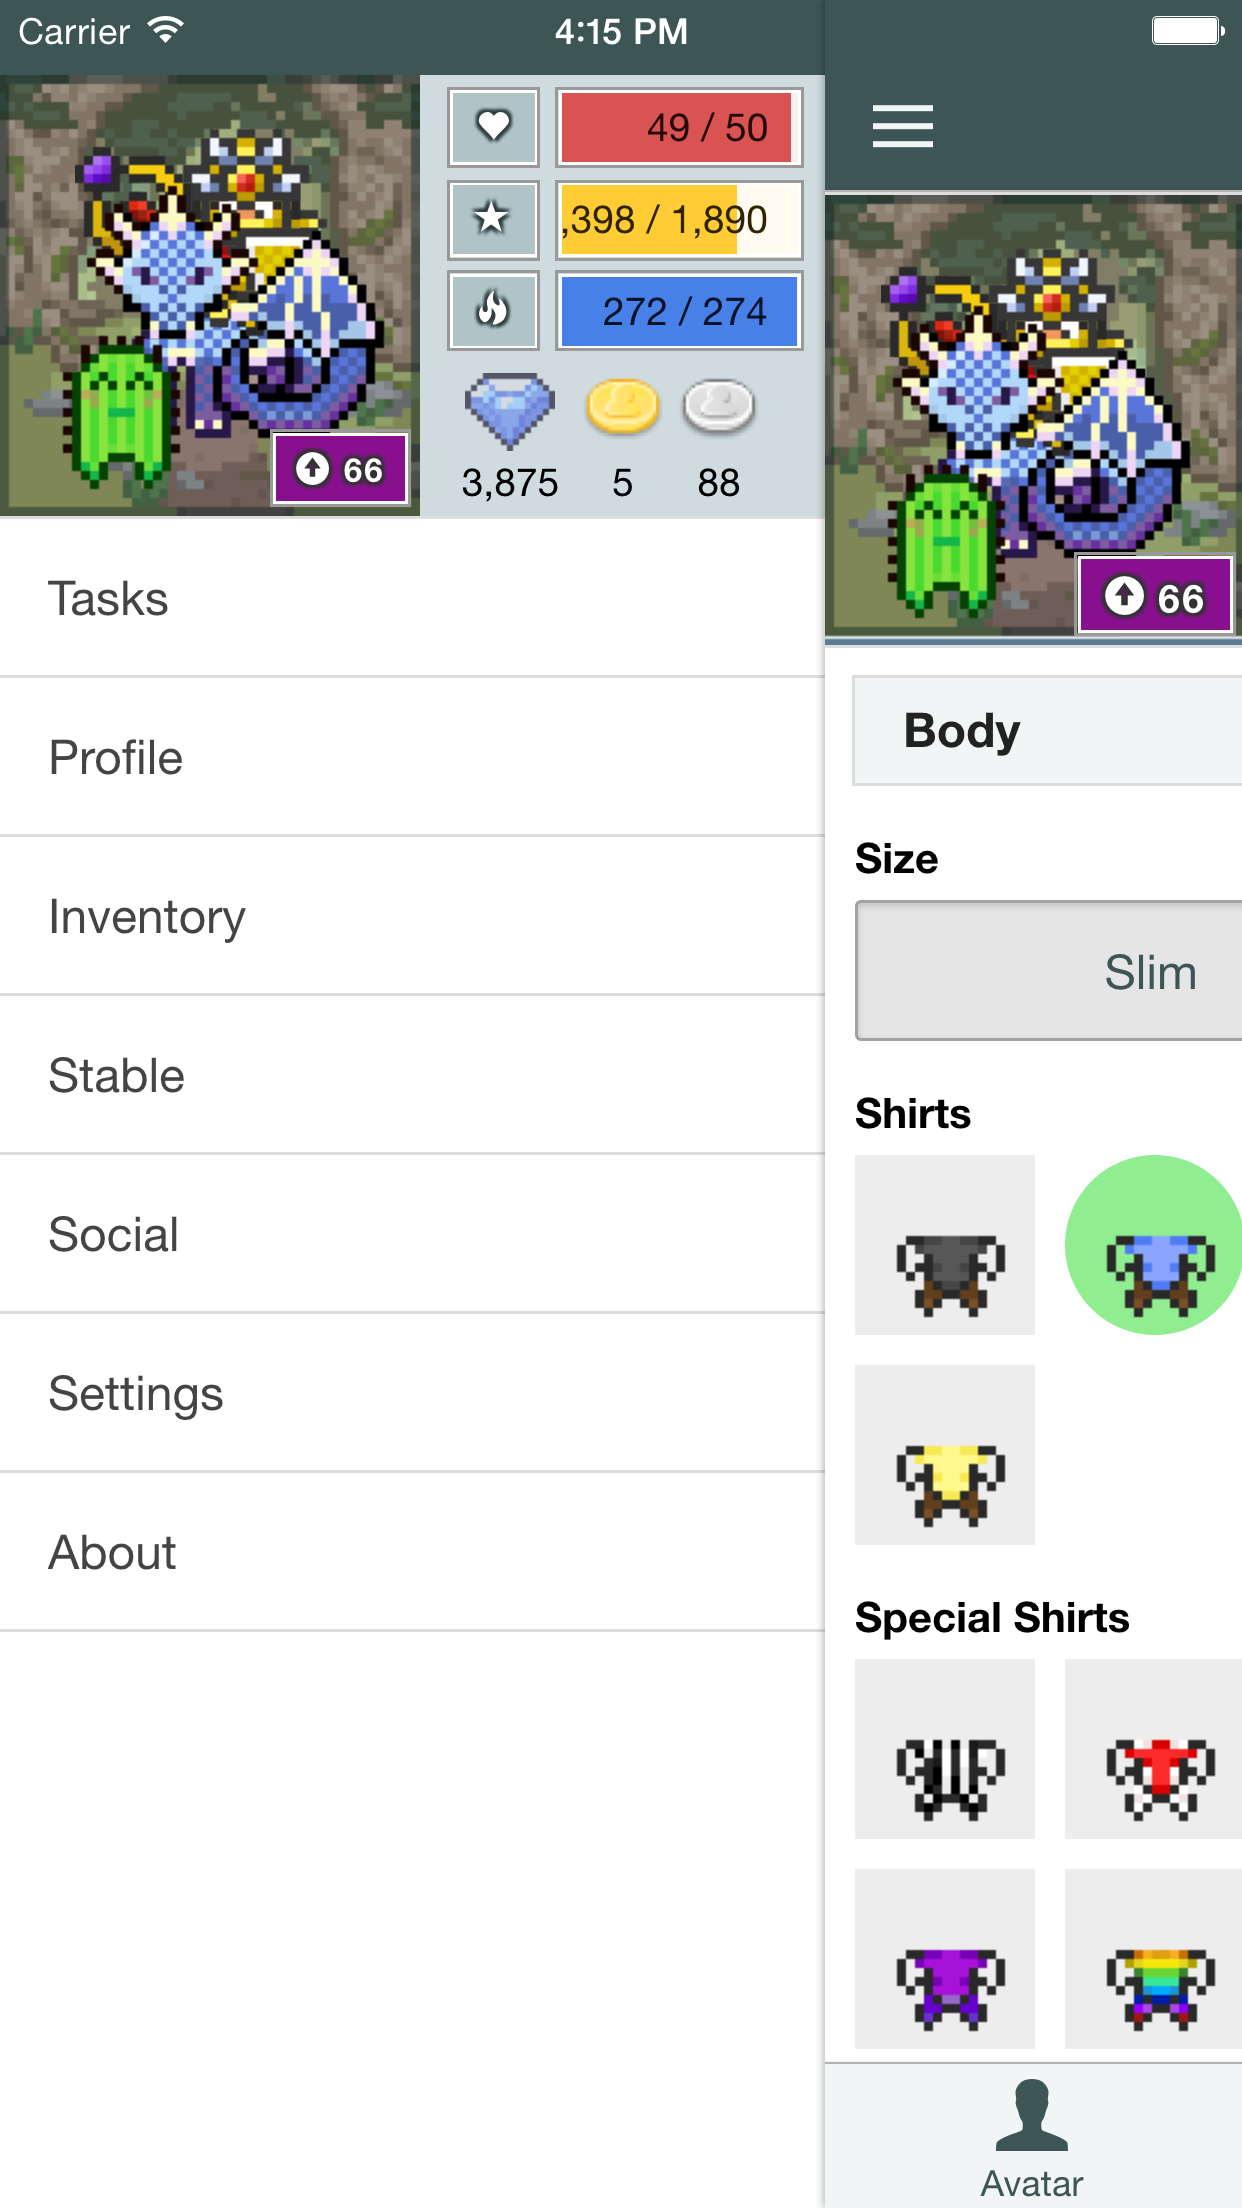 Carrier
4:15 PM
49 / 50
,398 / 1,890
272 / 274
3,875
5
88
66
Tasks
Profile
Inventory
Stable
Social
Settings
About
66
Body
Size
Slim
Shirts
Special Shirts
Avatar